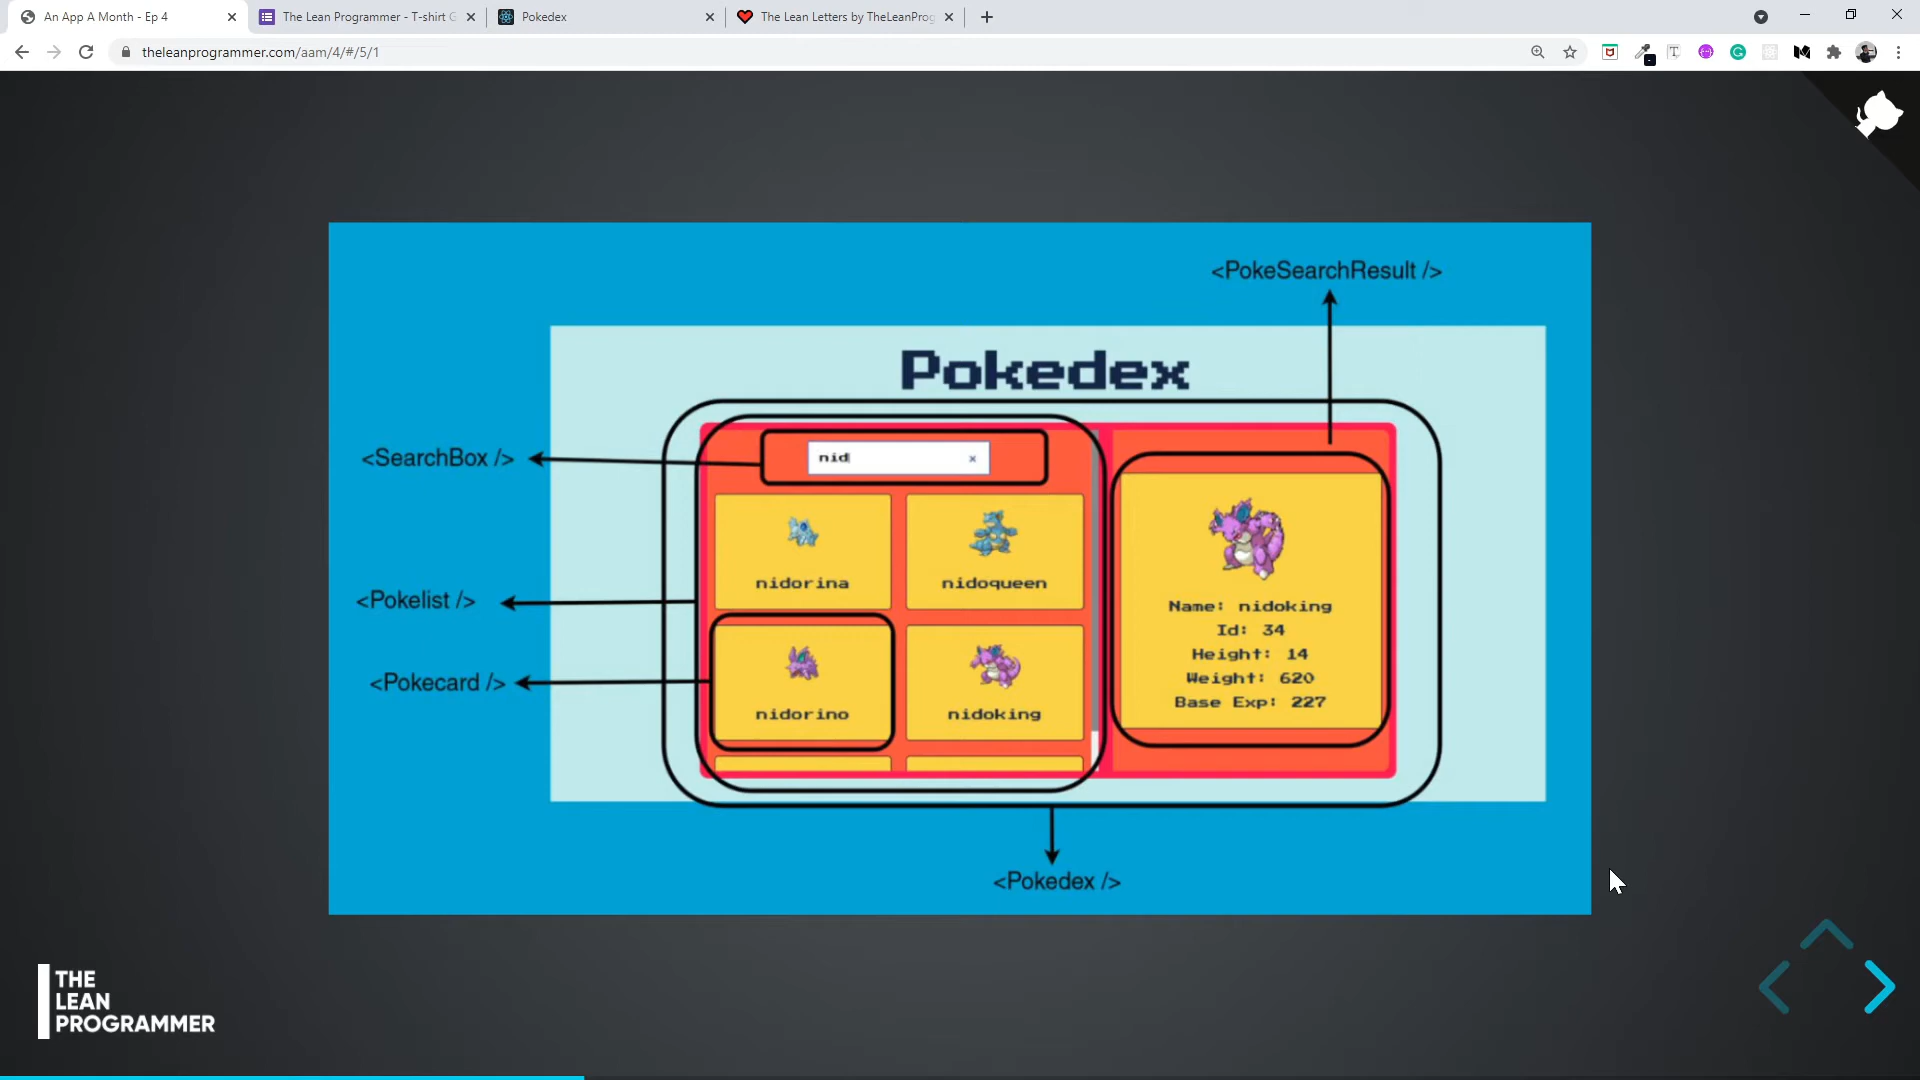 An App A Month - Ep 4
The Lean Programmer - T-shirt G
Pokedex
The Lean Letters by TheLeanProg
theleanprogrammer.com/aam/4/#/5/1
<PokeSearchResult />
Pokedex
<SearchBox />
nid
x
nidorina
nidoqueen
<Pokelist />
<Pokecard />
nidorino
nidoking
Name: nidoking
Id: 34
Height: 14
Weight: 620
Base Exp: 227
<Pokedex />
THE
LEAN
PROGRAMMER